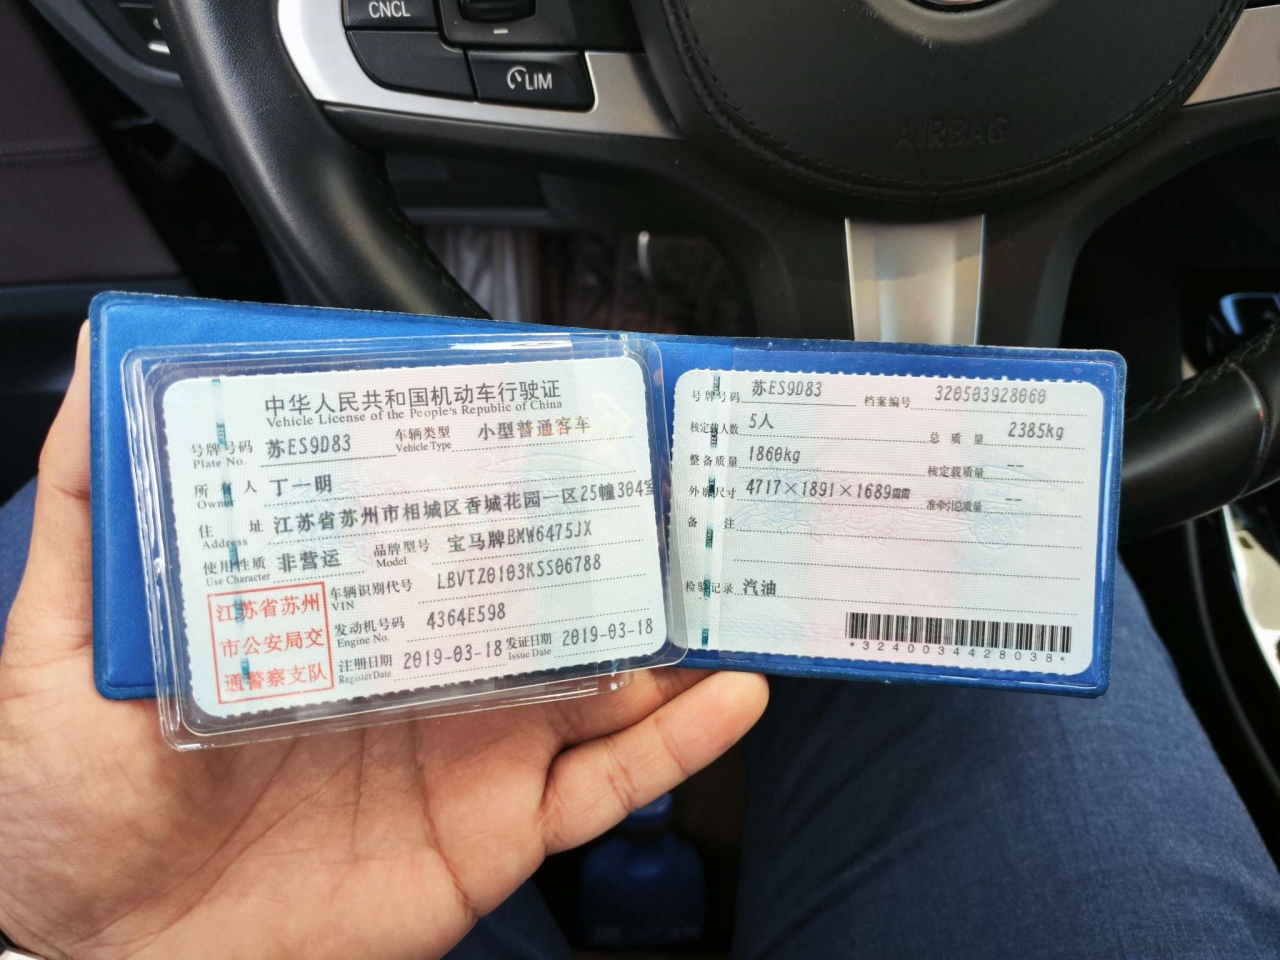 CNCL
LIM
AIRBAG
中华人民共和国机动车行驶证
Vehicle License of the People's Republic of China
号牌号码 苏ES9D83 车辆类型 小型普通客车
Plate No. Vehicle Type
所有人 丁一明
Owner
住址 江苏省苏州市相城区香城花园一区25幢304室
Address
使用性质 非营运 品牌型号 宝马牌BMW6475JX
Use Character Model
江苏省苏州
市公安局交
通警察支队
车辆识别代号 LBVTZ0103KSS06788
VIN
发动机号码 4364E598
Engine No.
注册日期 2019-03-18 发证日期 2019-03-18
Register Date Issue Date
号牌号码 苏ES9D83 档案编号 320503928060
核定载人数 5人 总质量 2385kg
整备质量 1860kg 核定载质量 --
外廓尺寸 4717×1891×1689mm 准牵引总质量 --
备注
检验记录 汽油
*3240034428038*